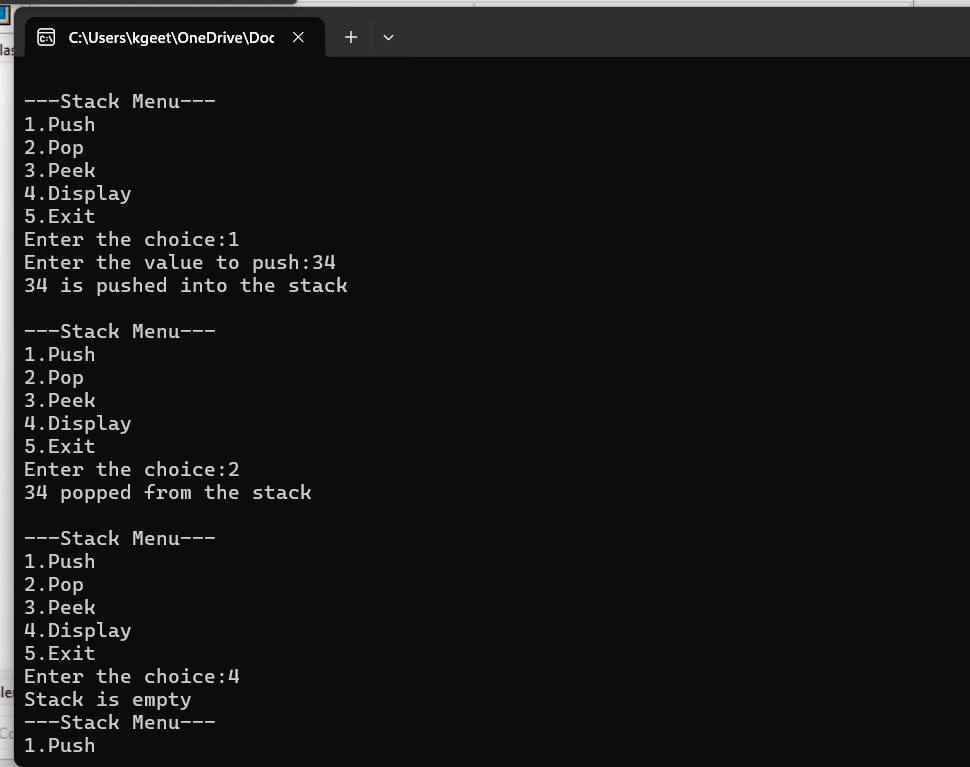 C:\Users\kgeet\OneDrive\Doc
---Stack Menu---
1.Push
2.Pop
3.Peek
4.Display
5.Exit
Enter the choice:1
Enter the value to push:34
34 is pushed into the stack
---Stack Menu---
1.Push
2.Pop
3.Peek
4.Display
5.Exit
Enter the choice:2
34 popped from the stack
---Stack Menu---
1.Push
2.Pop
3.Peek
4.Display
5.Exit
Enter the choice:4
Stack is empty
---Stack Menu---
1.Push